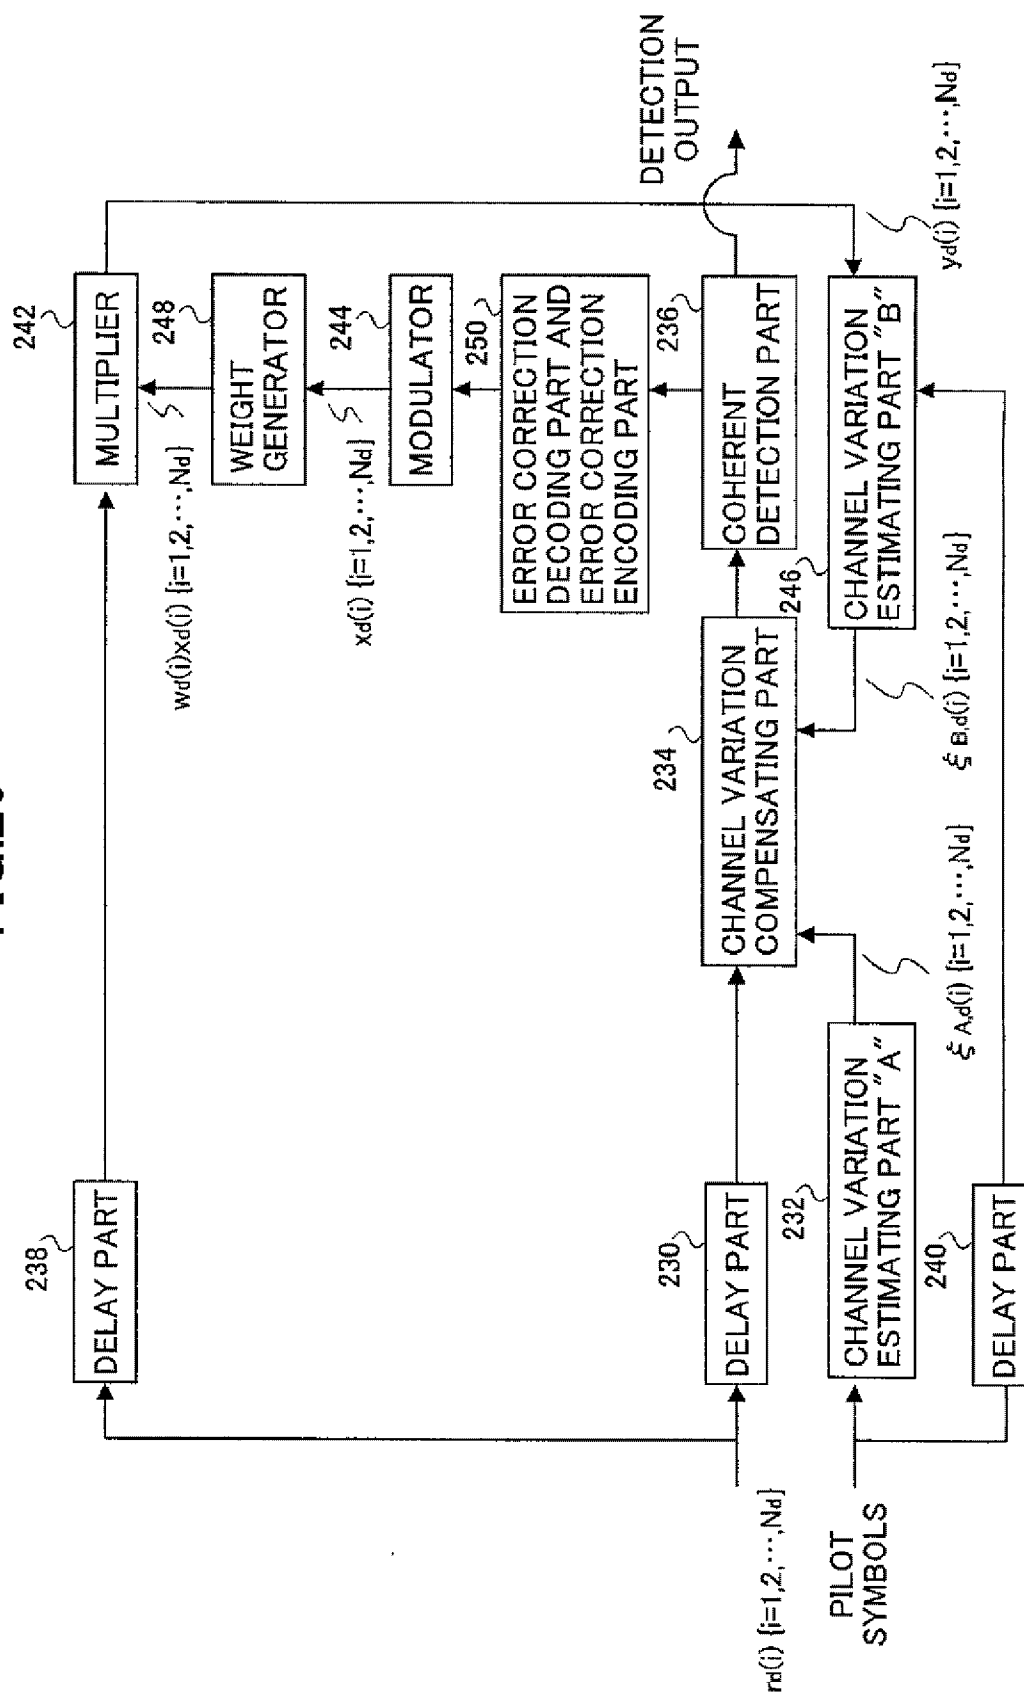 242
MULTIPLIER
wd(i)xd(i) {i=1,2,⋯,Nd}
248
WEIGHT
GENERATOR
xd(i) {i=1,2,⋯,Nd}
244
MODULATOR
250
ERROR CORRECTION
DECODING PART AND
ERROR CORRECTION
ENCODING PART
238
DELAY PART
DETECTION
OUTPUT
236
COHERENT
DETECTION PART
234
CHANNEL VARIATION
COMPENSATING PART
230
DELAY PART
rd(i) {i=1,2,⋯,Nd}
yd(i) {i=1,2,⋯,Nd}
246
CHANNEL VARIATION
ESTIMATING PART "B"
ξB,d(i) {i=1,2,⋯,Nd}
232
CHANNEL VARIATION
ESTIMATING PART "A"
ξA,d(i) {i=1,2,⋯,Nd}
PILOT
SYMBOLS
240
DELAY PART